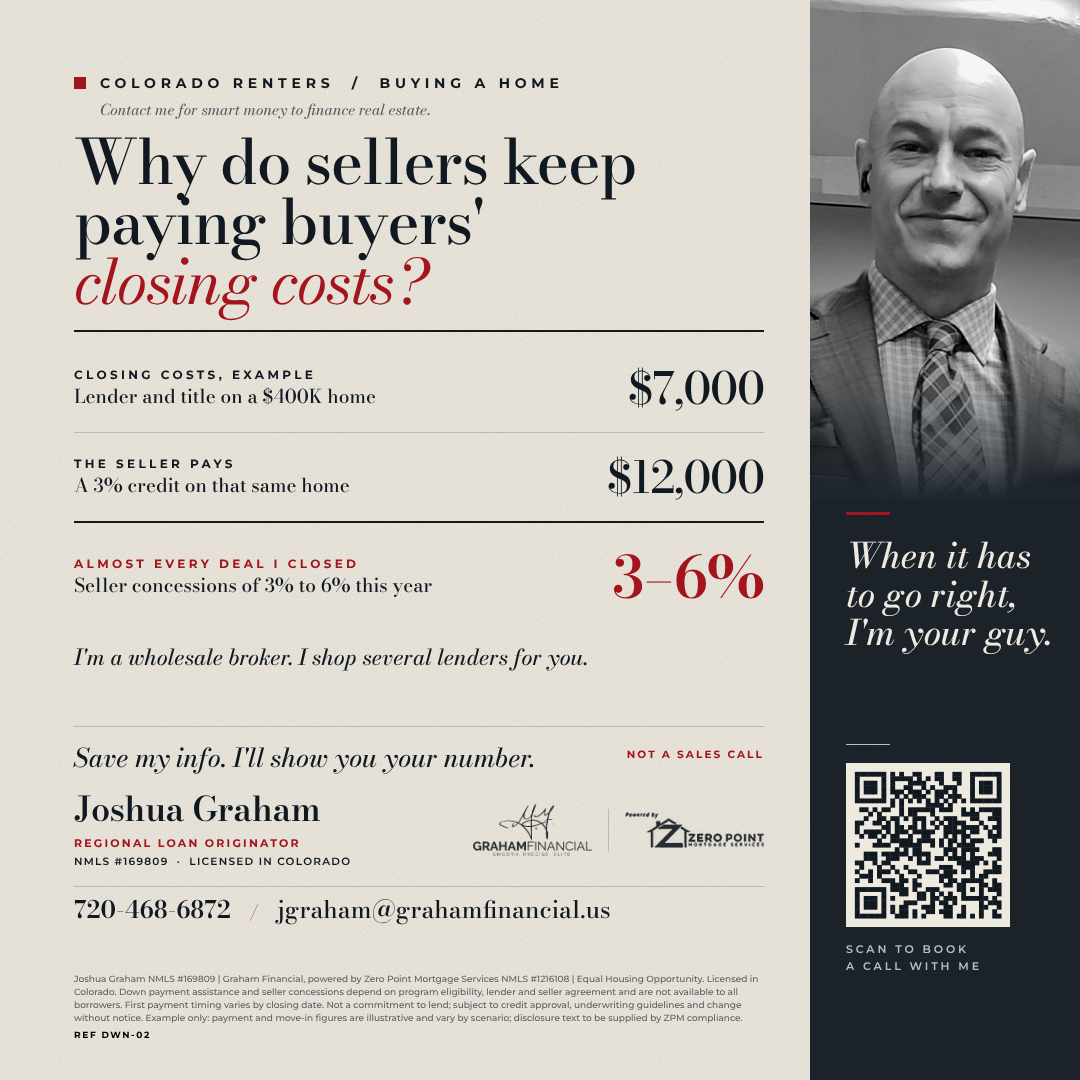 COLORADO RENTERS / BUYING A HOME
Contact me for smart money to finance real estate.
Why do sellers keep
paying buyers'
closing costs?
CLOSING COSTS, EXAMPLE
Lender and title on a $400K home
$7,000
THE SELLER PAYS
A 3% credit on that same home
$12,000
ALMOST EVERY DEAL I CLOSED
Seller concessions of 3% to 6% this year
3–6%
I'm a wholesale broker. I shop several lenders for you.
Save my info. I'll show you your number.
NOT A SALES CALL
Joshua Graham
REGIONAL LOAN ORIGINATOR
NMLS #169809 · LICENSED IN COLORADO
GRAHAMFINANCIAL
SMOOTH. PRECISE. ELITE.
Powered by
ZERO POINT
MORTGAGE SERVICES
720-468-6872 / jgraham@grahamfinancial.us
Joshua Graham NMLS #169809 | Graham Financial, powered by Zero Point Mortgage Services NMLS #1216108 | Equal Housing Opportunity. Licensed in
Colorado. Down payment assistance and seller concessions depend on program eligibility, lender and seller agreement and are not available to all
borrowers. First payment timing varies by closing date. Not a commitment to lend; subject to credit approval, underwriting guidelines and change
without notice. Example only: payment and move-in figures are illustrative and vary by scenario; disclosure text to be supplied by ZPM compliance.
REF DWN-02
When it has
to go right,
I'm your guy.
SCAN TO BOOK
A CALL WITH ME